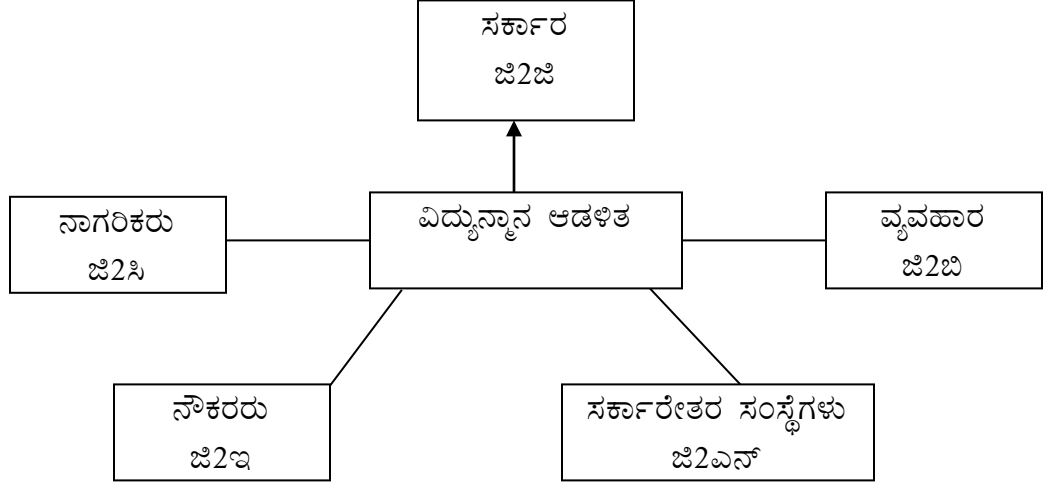 ಸರ್ಕಾರ
ಜಿ2ಜಿ
ನಾಗರಿಕರು
ಜಿ2ಸಿ
ವಿದ್ಯುನ್ಮಾನ ಆಡಳಿತ
ವ್ಯವಹಾರ
ಜಿ2ಬಿ
ನೌಕರರು
ಜಿ2ಇ
ಸರ್ಕಾರೇತರ ಸಂಸ್ಥೆಗಳು
ಜಿ2ಎನ್